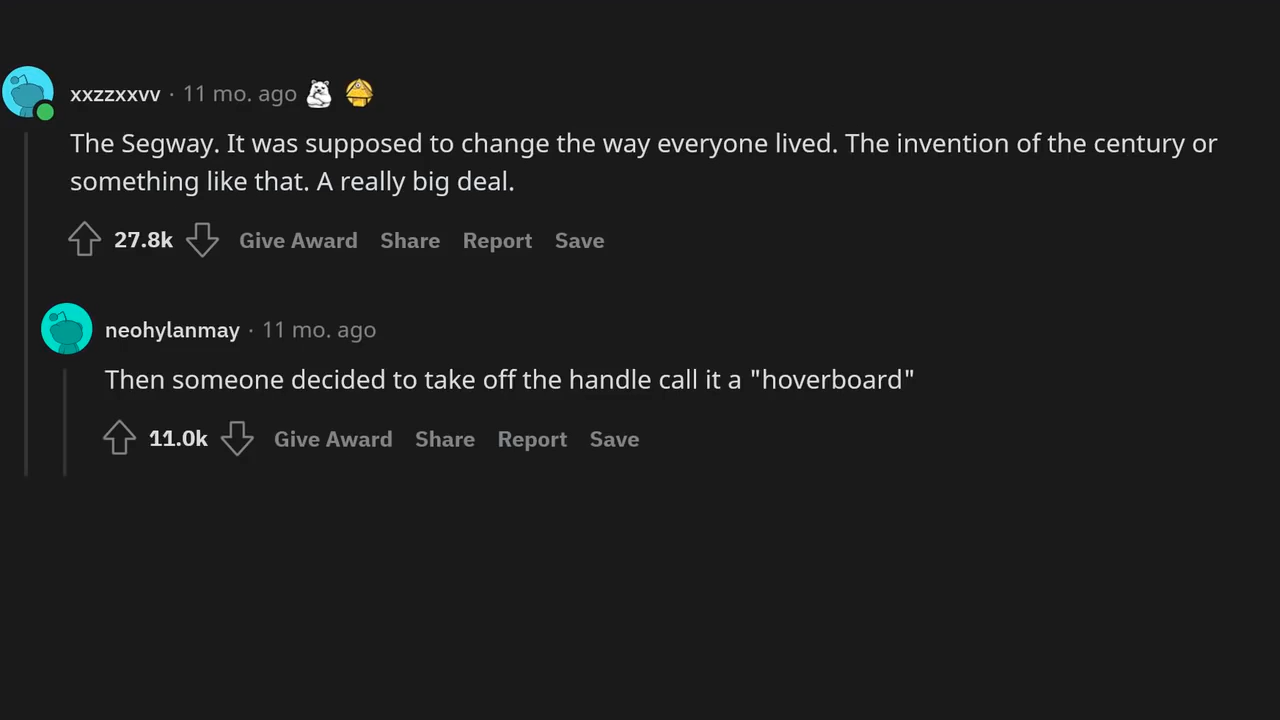 xxzzxxvv · 11 mo. ago
The Segway. It was supposed to change the way everyone lived. The invention of the century or
something like that. A really big deal.
27.8k Give Award Share Report Save
neohylanmay · 11 mo. ago
Then someone decided to take off the handle call it a "hoverboard"
11.0k Give Award Share Report Save